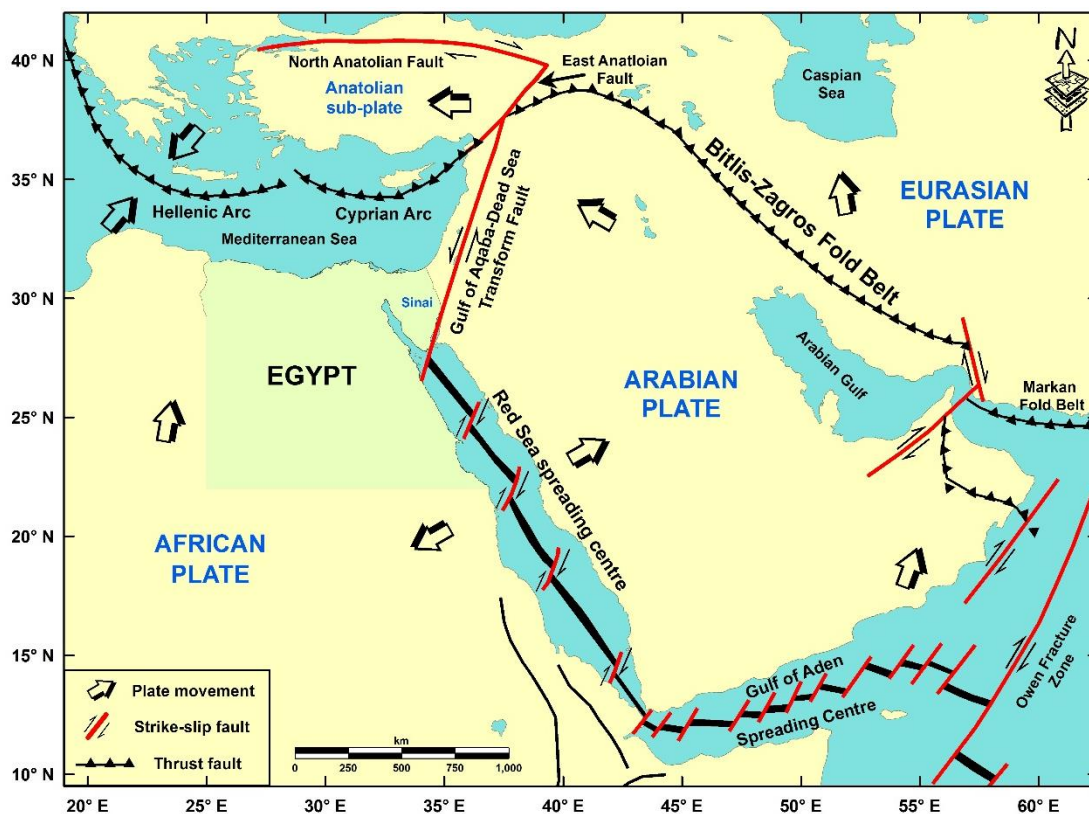 N
40° N
35° N
30° N
25° N
20° N
15° N
10° N
North Anatolian Fault
East Anatloian
Fault
Anatolian
sub-plate
Caspian
Sea
Hellenic Arc
Cyprian Arc
Mediterranean Sea
Gulf of Aqaba-Dead Sea
Transform Fault
Bitlis-Zagros Fold Belt
EURASIAN
PLATE
Sinai
EGYPT
Arabian Gulf
ARABIAN
PLATE
Markan
Fold Belt
Red Sea spreading centre
AFRICAN
PLATE
Gulf of Aden
Spreading Centre
Owen Fracture
Zone
Plate movement
Strike-slip fault
Thrust fault
km
0 250 500 750 1,000
20° E 25° E 30° E 35° E 40° E 45° E 50° E 55° E 60° E